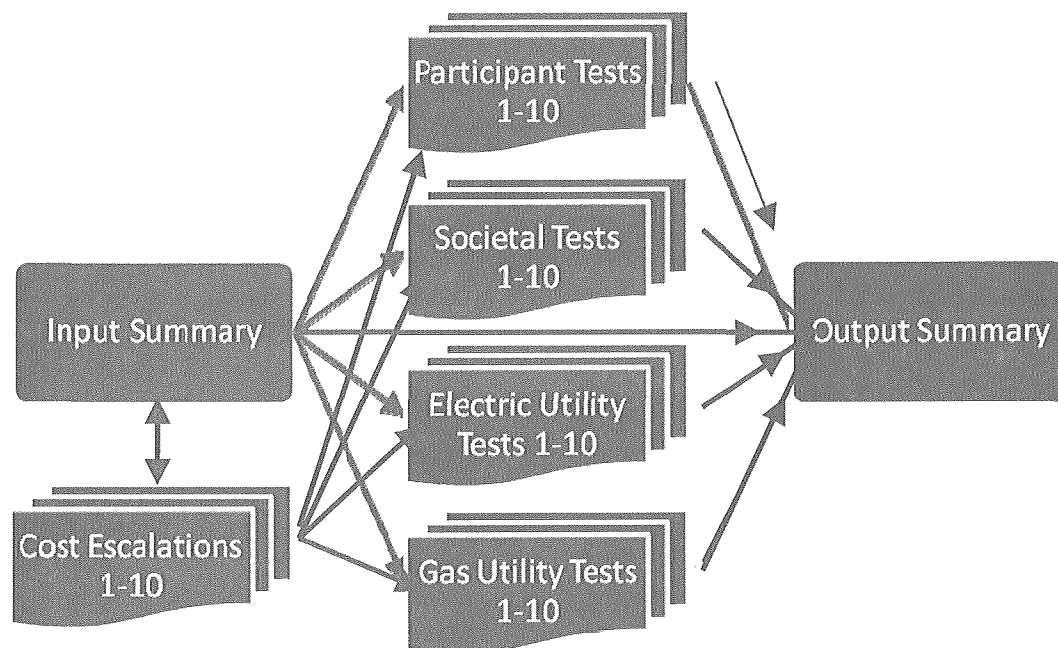 Participant Tests
1-10
Societal Tests
1-10
Input Summary
Output Summary
Electric Utility
Tests 1-10
Cost Escalations
1-10
Gas Utility Tests
1-10